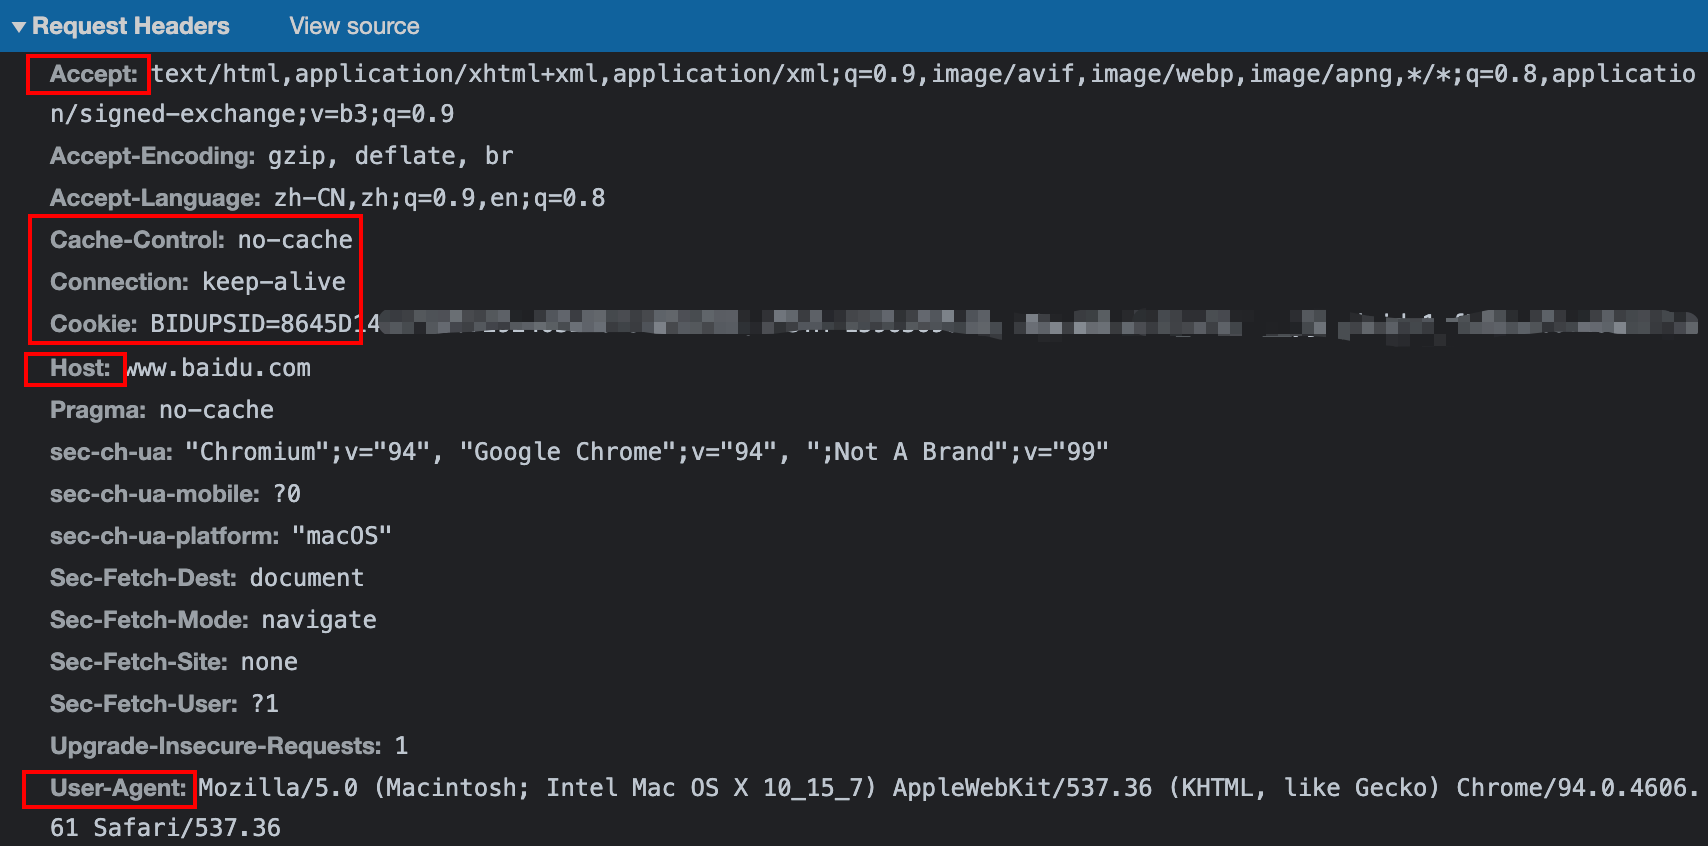 ▼ Request Headers View source
Accept: text/html,application/xhtml+xml,application/xml;q=0.9,image/avif,image/webp,image/apng,*/*;q=0.8,applicatio
n/signed-exchange;v=b3;q=0.9
Accept-Encoding: gzip, deflate, br
Accept-Language: zh-CN,zh;q=0.9,en;q=0.8
Cache-Control: no-cache
Connection: keep-alive
Cookie: BIDUPSID=8645D14
Host: www.baidu.com
Pragma: no-cache
sec-ch-ua: "Chromium";v="94", "Google Chrome";v="94", ";Not A Brand";v="99"
sec-ch-ua-mobile: ?0
sec-ch-ua-platform: "macOS"
Sec-Fetch-Dest: document
Sec-Fetch-Mode: navigate
Sec-Fetch-Site: none
Sec-Fetch-User: ?1
Upgrade-Insecure-Requests: 1
User-Agent: Mozilla/5.0 (Macintosh; Intel Mac OS X 10_15_7) AppleWebKit/537.36 (KHTML, like Gecko) Chrome/94.0.4606.
61 Safari/537.36